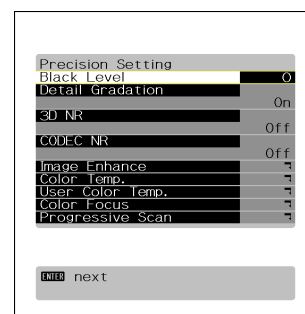 Precision Setting
Black Level 0
Detail Gradation
On
3D NR
Off
CODEC NR
Off
Image Enhance
Color Temp.
User Color Temp.
Color Focus
Progressive Scan
ENTER next